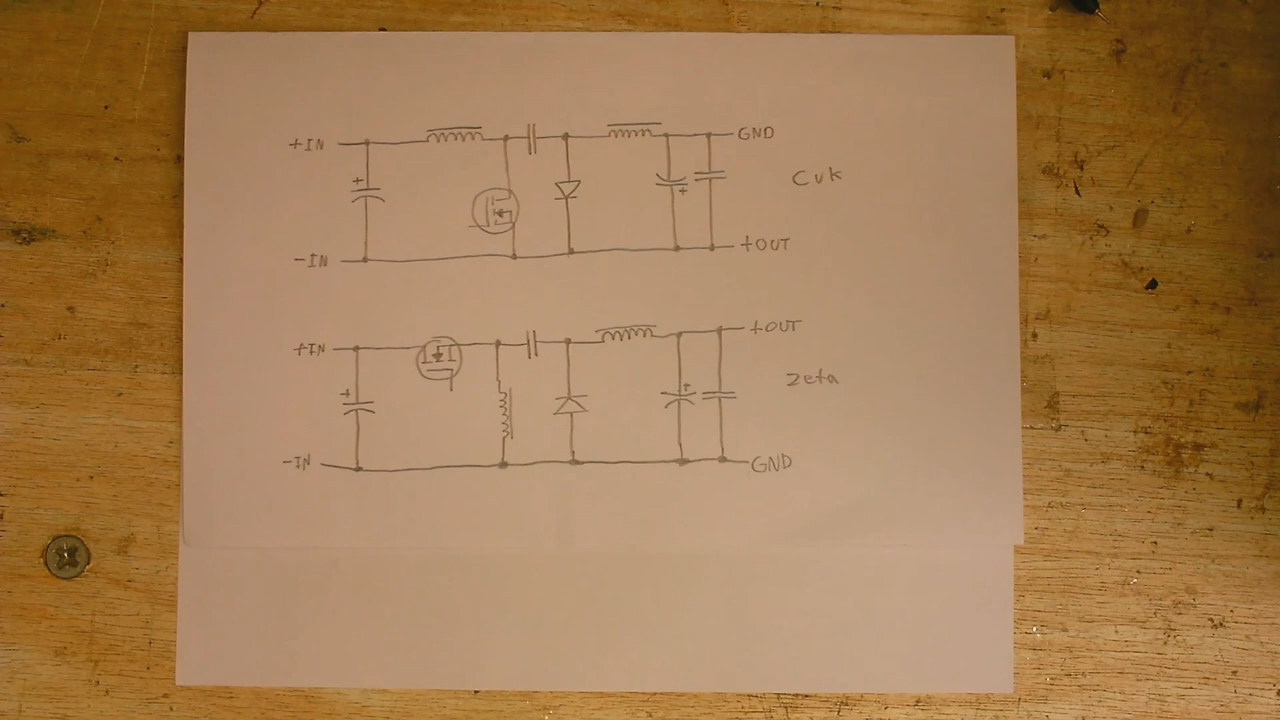 +IN
GND
Cuk
-IN
+OUT
+IN
+OUT
Zeta
-IN
GND